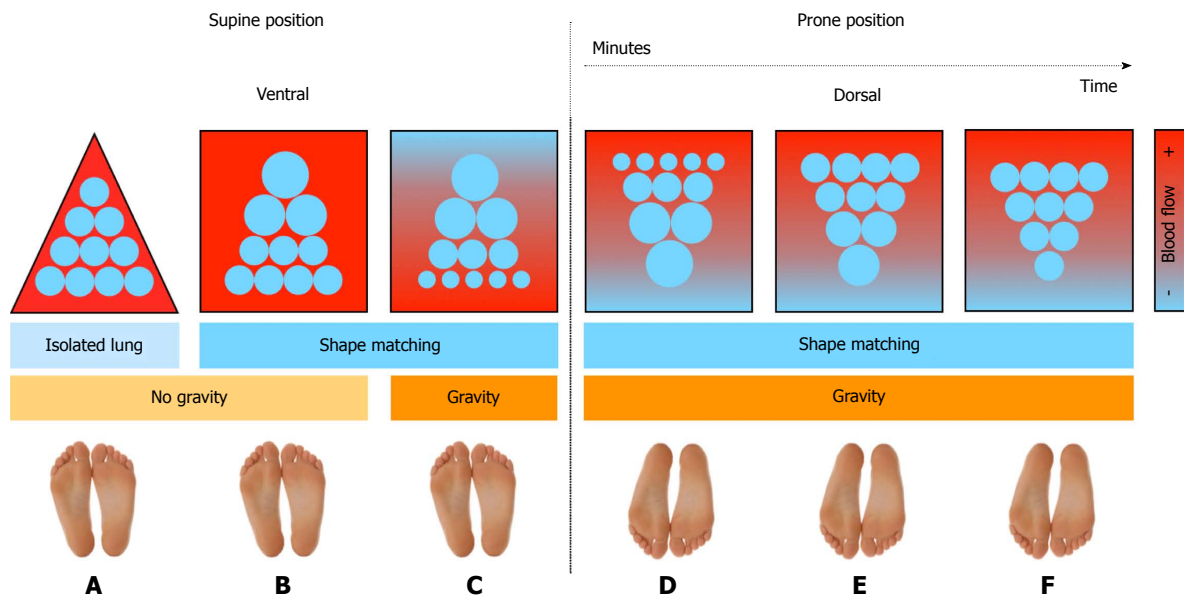 Supine position
Prone position
Minutes
Time
Ventral
Dorsal
- Blood flow +
Isolated lung
Shape matching
Shape matching
No gravity
Gravity
Gravity
A
B
C
D
E
F